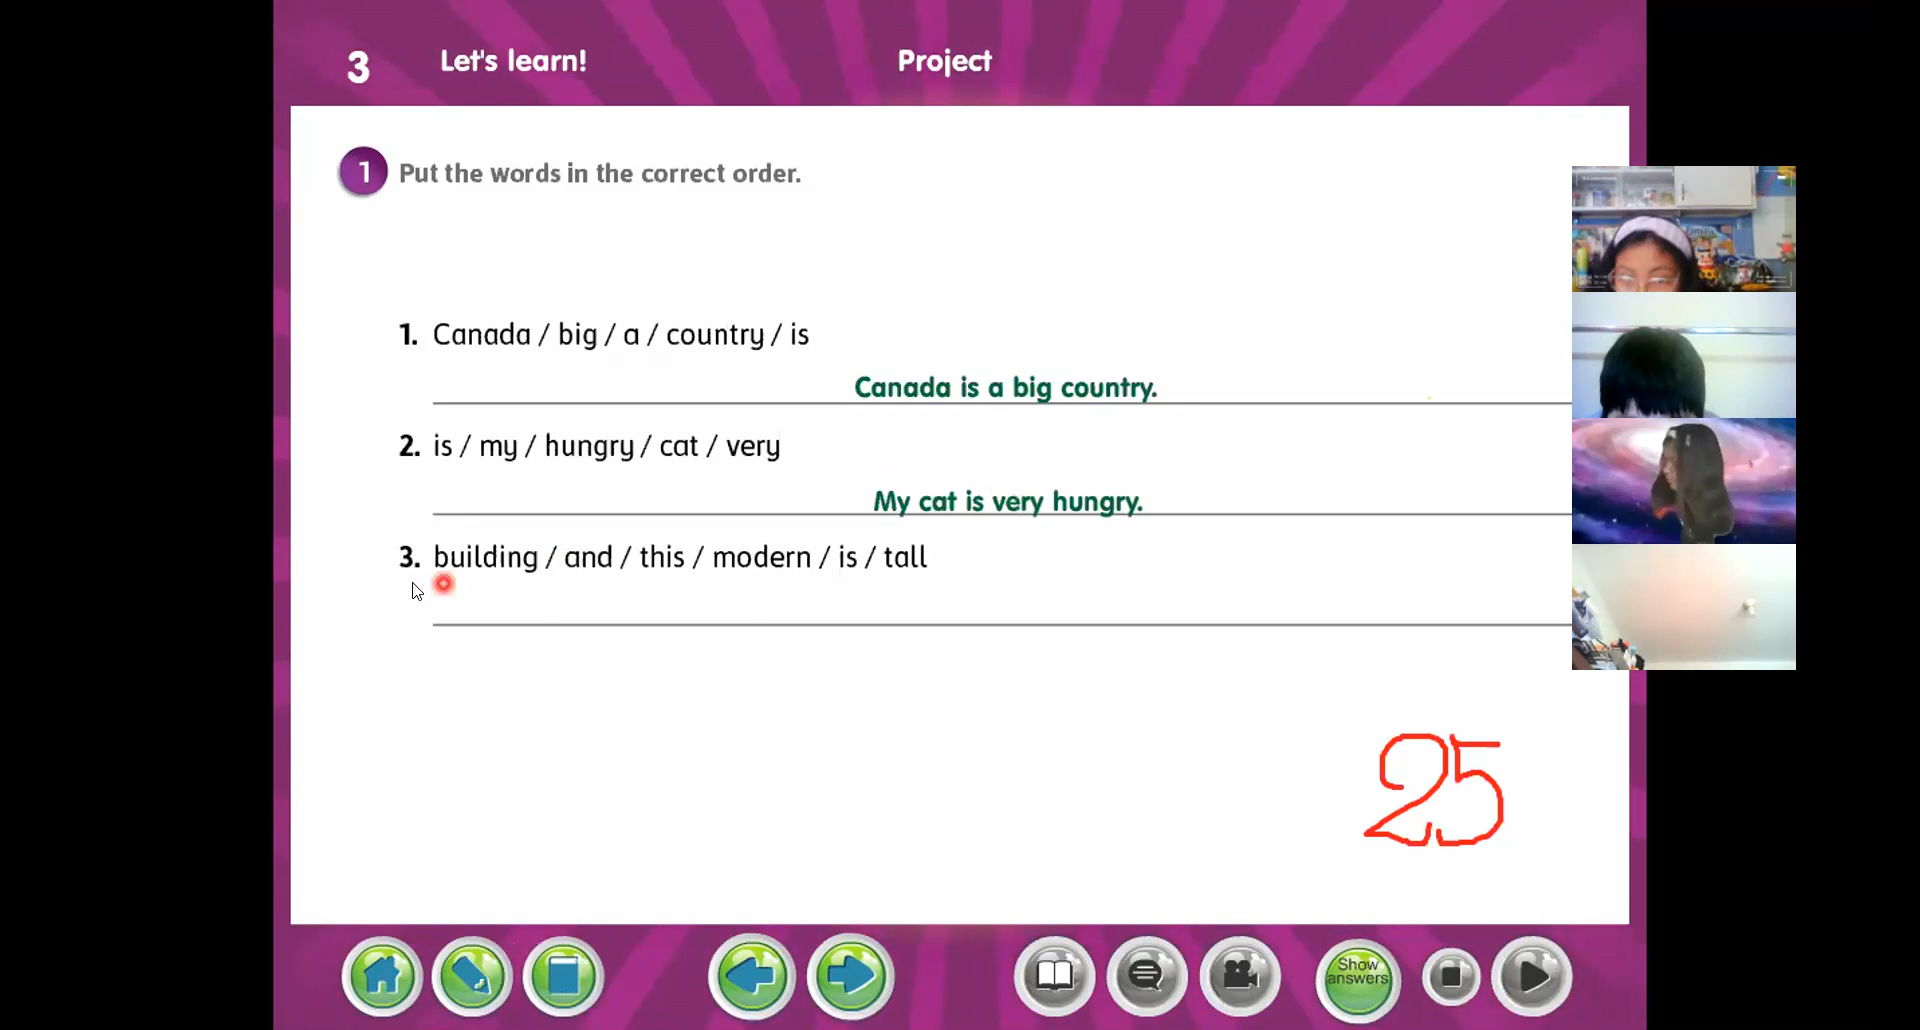 3 Let's learn! Project
1 Put the words in the correct order.
1. Canada / big / a / country / is
Canada is a big country.
2. is / my / hungry / cat / very
My cat is very hungry.
3. building / and / this / modern / is / tall
25
Show
answers